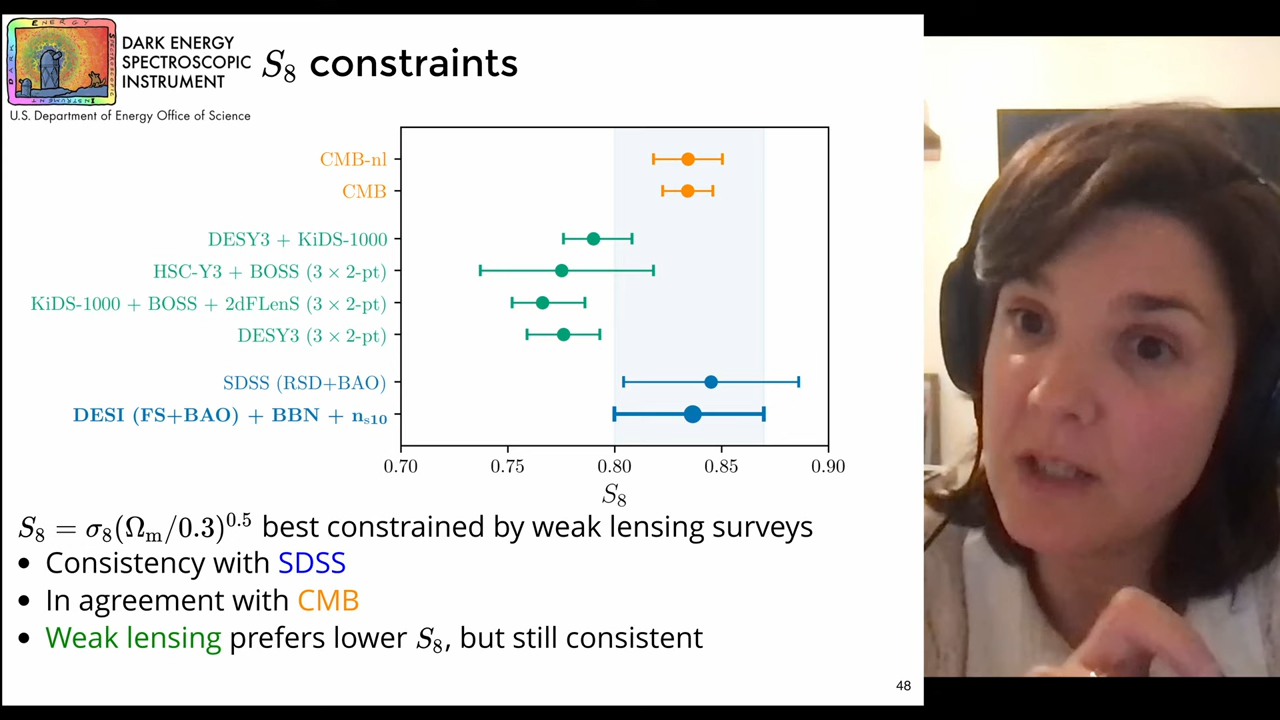 DARK ENERGY
SPECTROSCOPIC
INSTRUMENT
U.S. Department of Energy Office of Science
S₈ constraints
CMB-nl
CMB
DESY3 + KiDS-1000
HSC-Y3 + BOSS (3 × 2-pt)
KiDS-1000 + BOSS + 2dFLenS (3 × 2-pt)
DESY3 (3 × 2-pt)
SDSS (RSD+BAO)
DESI (FS+BAO) + BBN + nₛ₁₀
0.70 0.75 0.80 0.85 0.90
S₈
S₈ = σ₈(Ωₘ/0.3)⁰·⁵ best constrained by weak lensing surveys
• Consistency with SDSS
• In agreement with CMB
• Weak lensing prefers lower S₈, but still consistent
48